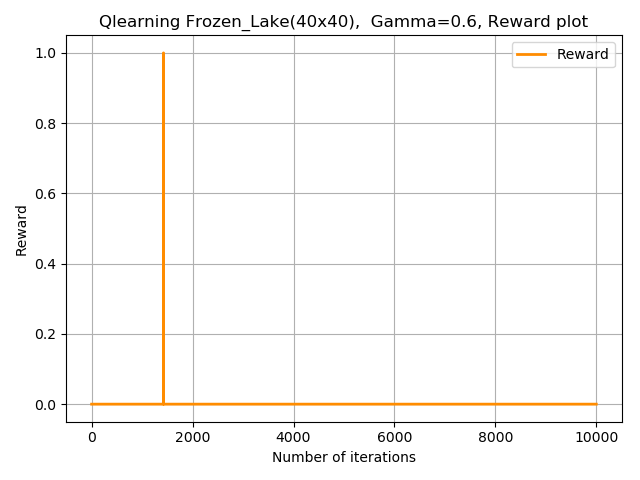 Qlearning Frozen_Lake(40x40),  Gamma=0.6, Reward plot
Reward
1.0
0.8
0.6
0.4
0.2
0.0
Reward
0 2000 4000 6000 8000 10000
Number of iterations